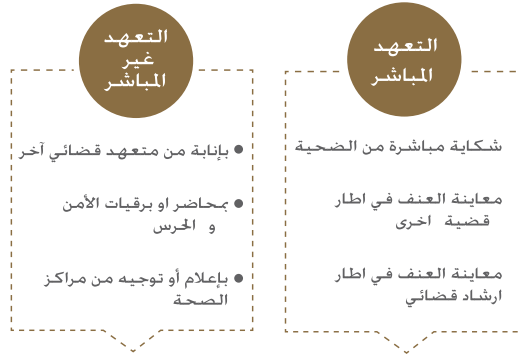 التعهد
المباشر
شكاية مباشرة من الضحية
معاينة العنف في اطار
قضية اخرى
معاينة العنف في اطار
ارشاد قضائي
التعهد
غير
المباشر
● بإنابة من متعهد قضائي آخر
● بمحاضر او برقيات الأمن
و الحرس
● بإعلام أو توجيه من مراكز
الصحة